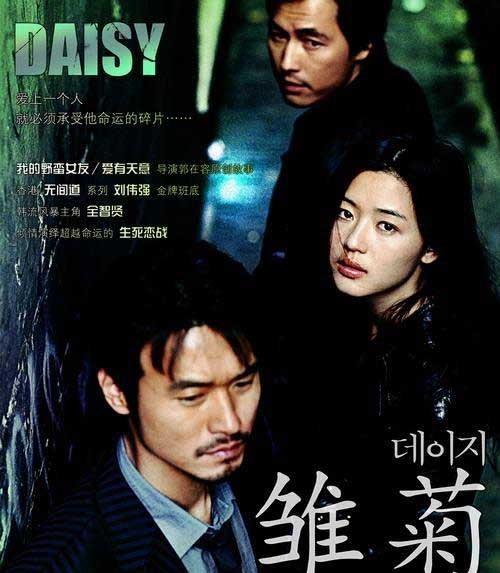 DAISY
爱上一个人
就必须承受他命运的碎片……
我的野蛮女友／爱有天意 导演郭在容原创故事
香港 无间道 系列 刘伟强 金牌班底
韩流风暴主角 全智贤
倾情演绎超越命运的 生死恋战
데이지
雏菊